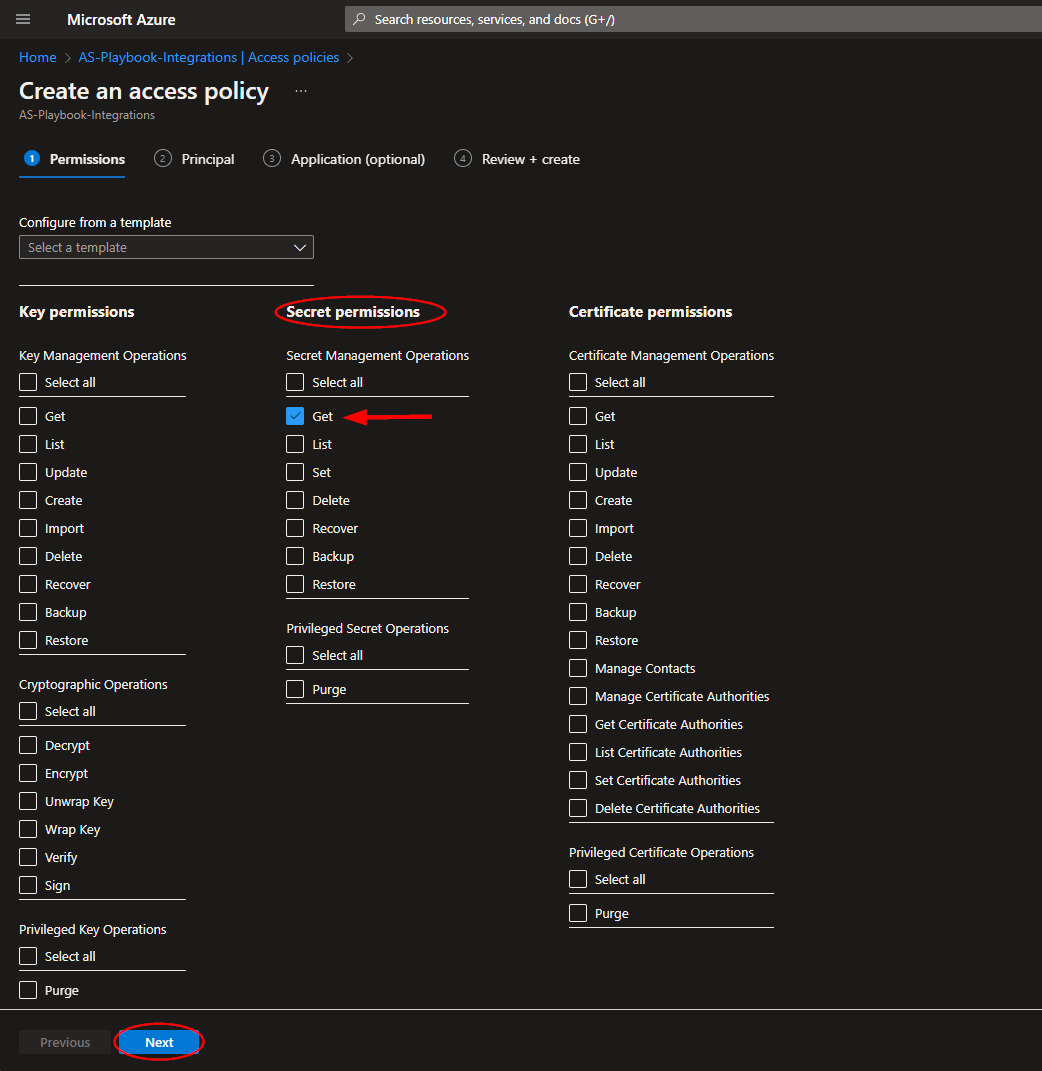 Microsoft Azure
Search resources, services, and docs (G+/)
Home > AS-Playbook-Integrations | Access policies >
Create an access policy ...
AS-Playbook-Integrations
1 Permissions 2 Principal 3 Application (optional) 4 Review + create
Configure from a template
Select a template
Key permissions
Key Management Operations
Select all
Get
List
Update
Create
Import
Delete
Recover
Backup
Restore
Cryptographic Operations
Select all
Decrypt
Encrypt
Unwrap Key
Wrap Key
Verify
Sign
Privileged Key Operations
Select all
Purge
Secret permissions
Secret Management Operations
Select all
Get
List
Set
Delete
Recover
Backup
Restore
Privileged Secret Operations
Select all
Purge
Certificate permissions
Certificate Management Operations
Select all
Get
List
Update
Create
Import
Delete
Recover
Backup
Restore
Manage Contacts
Manage Certificate Authorities
Get Certificate Authorities
List Certificate Authorities
Set Certificate Authorities
Delete Certificate Authorities
Privileged Certificate Operations
Select all
Purge
Previous
Next